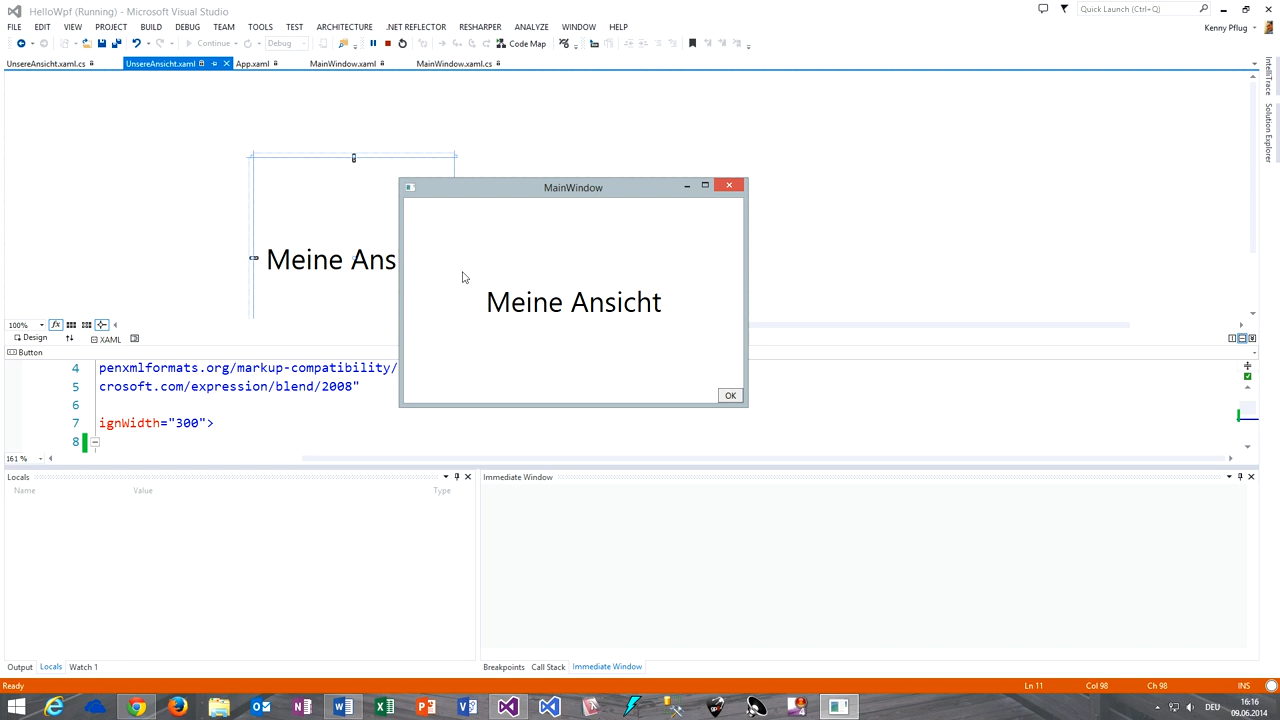 HelloWpf (Running) - Microsoft Visual Studio
Quick Launch (Ctrl+Q)
FILE EDIT VIEW PROJECT BUILD DEBUG TEAM TOOLS TEST ARCHITECTURE .NET REFLECTOR RESHARPER ANALYZE WINDOW HELP
Kenny Pflug
Continue Debug Code Map
UnsereAnsicht.xaml.cs UnsereAnsicht.xaml App.xaml MainWindow.xaml MainWindow.xaml.cs
IntelliTrace
Solution Explorer
MainWindow
Meine Ans
Meine Ansicht
OK
100%
Design XAML
Button
4 penxmlformats.org/markup-compatibility/
5 crosoft.com/expression/blend/2008"
6
7 ignWidth="300">
8
161 %
Locals
Name Value Type
Immediate Window
Output Locals Watch 1
Breakpoints Call Stack Immediate Window
Ready Ln 11 Col 98 Ch 98 INS
DEU
16:16
09.06.2014